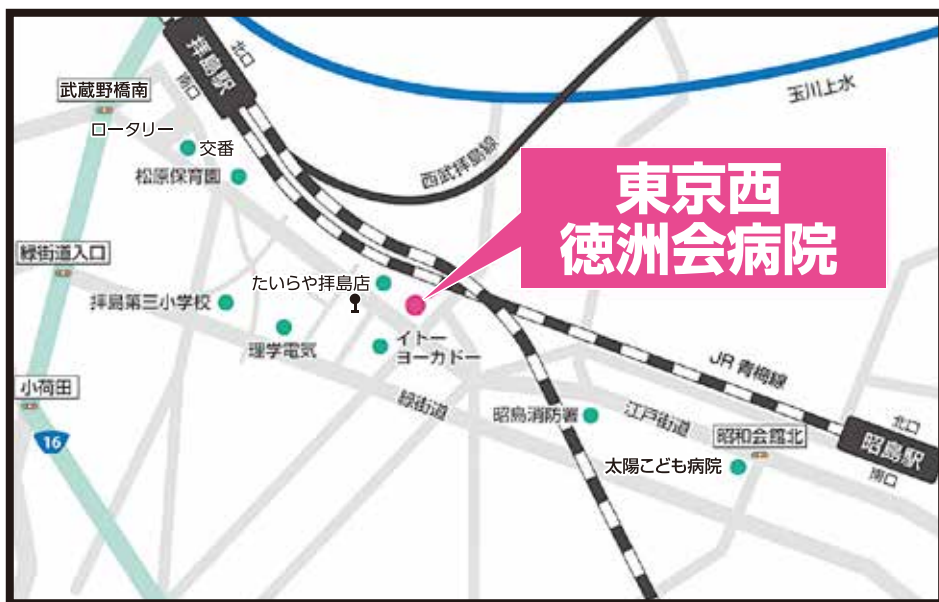 拝島駅
北口
南口
武蔵野橋南
玉川上水
ロータリー
交番
西武拝島線
松原保育園
東京西
徳洲会病院
緑街道入口
たいらや拝島店
拝島第三小学校
理学電気
イトー
ヨーカドー
JR 青梅線
小荷田
緑街道
昭島消防署
江戸街道
昭和会館北
北口
昭島駅
南口
16
太陽こども病院